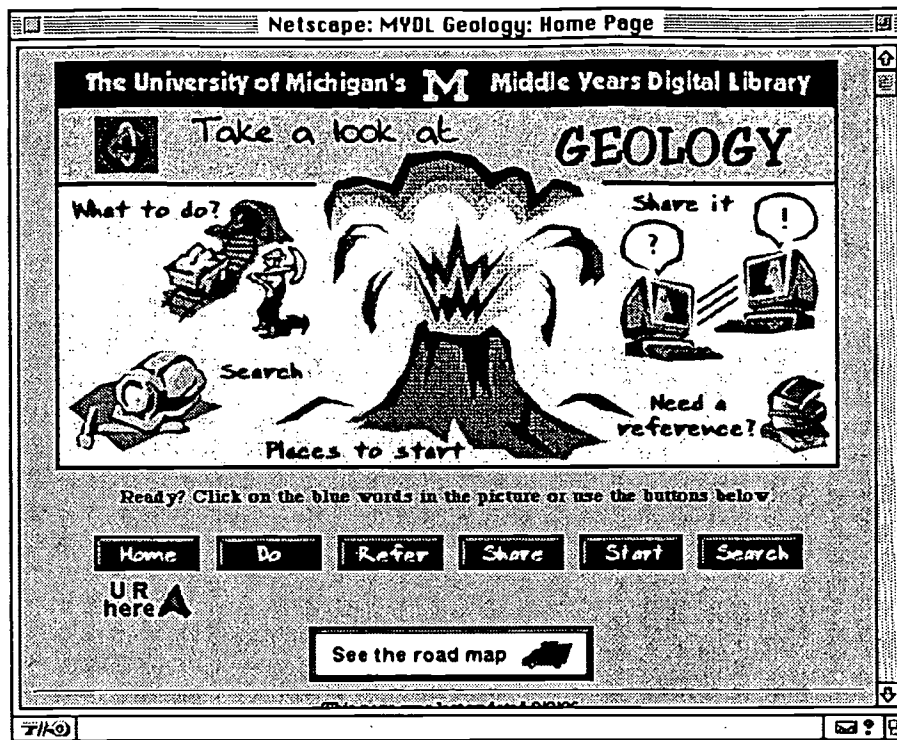 Netscape: MYDL Geology: Home Page
The University of Michigan's M Middle Years Digital Library
Take a look at GEOLOGY
What to do?
Share it
?
!
Search
Need a
reference?
Places to start
Ready? Click on the blue words in the picture or use the buttons below.
Home Do Refer Share Start Search
U R
here
See the road map
?